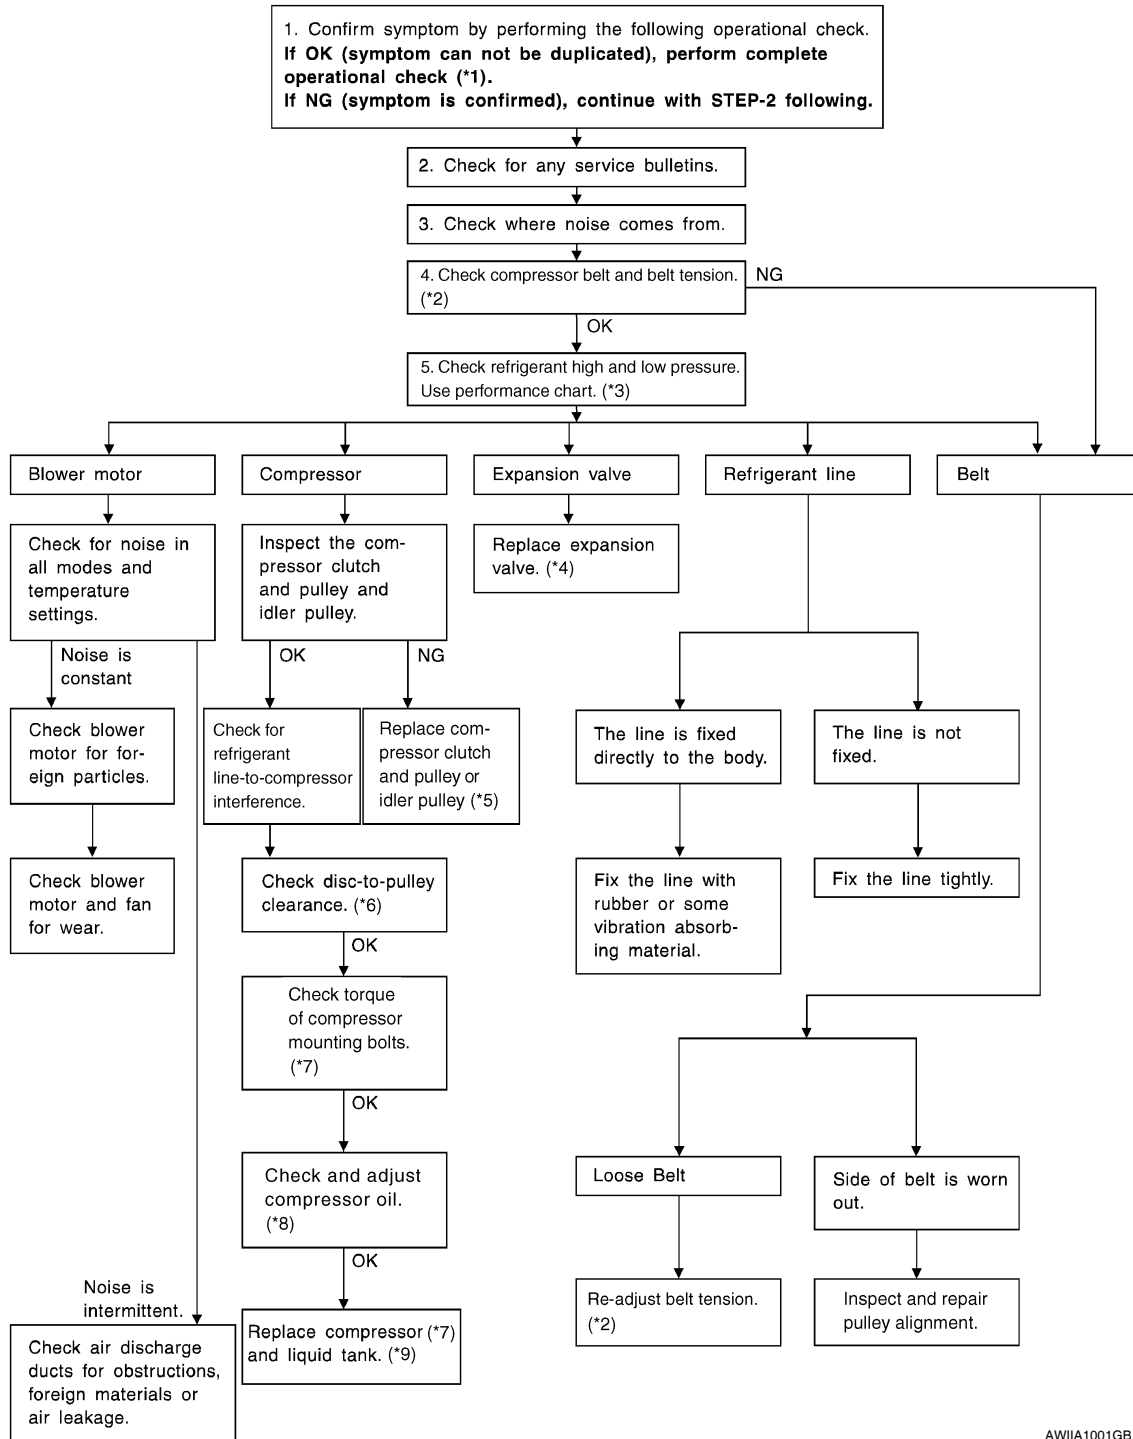 1. Confirm symptom by performing the following operational check.
If OK (symptom can not be duplicated), perform complete
operational check (*1).
If NG (symptom is confirmed), continue with STEP-2 following.
2. Check for any service bulletins.
3. Check where noise comes from.
4. Check compressor belt and belt tension.
(*2)
NG
OK
5. Check refrigerant high and low pressure.
Use performance chart. (*3)
Blower motor
Compressor
Expansion valve
Refrigerant line
Belt
Check for noise in
all modes and
temperature
settings.
Inspect the com-
pressor clutch
and pulley and
idler pulley.
Replace expansion
valve. (*4)
Noise is
constant
OK
NG
Check blower
motor for for-
eign particles.
Check for
refrigerant
line-to-compressor
interference.
Replace com-
pressor clutch
and pulley or
idler pulley (*5)
The line is fixed
directly to the body.
The line is not
fixed.
Check blower
motor and fan
for wear.
Check disc-to-pulley
clearance. (*6)
Fix the line with
rubber or some
vibration absorb-
ing material.
Fix the line tightly.
OK
Check torque
of compressor
mounting bolts.
(*7)
OK
Check and adjust
compressor oil.
(*8)
Loose Belt
Side of belt is worn
out.
OK
Noise is
intermittent.
Re-adjust belt tension.
(*2)
Inspect and repair
pulley alignment.
Check air discharge
ducts for obstructions,
foreign materials or
air leakage.
Replace compressor (*7)
and liquid tank. (*9)
AWIIA1001GB